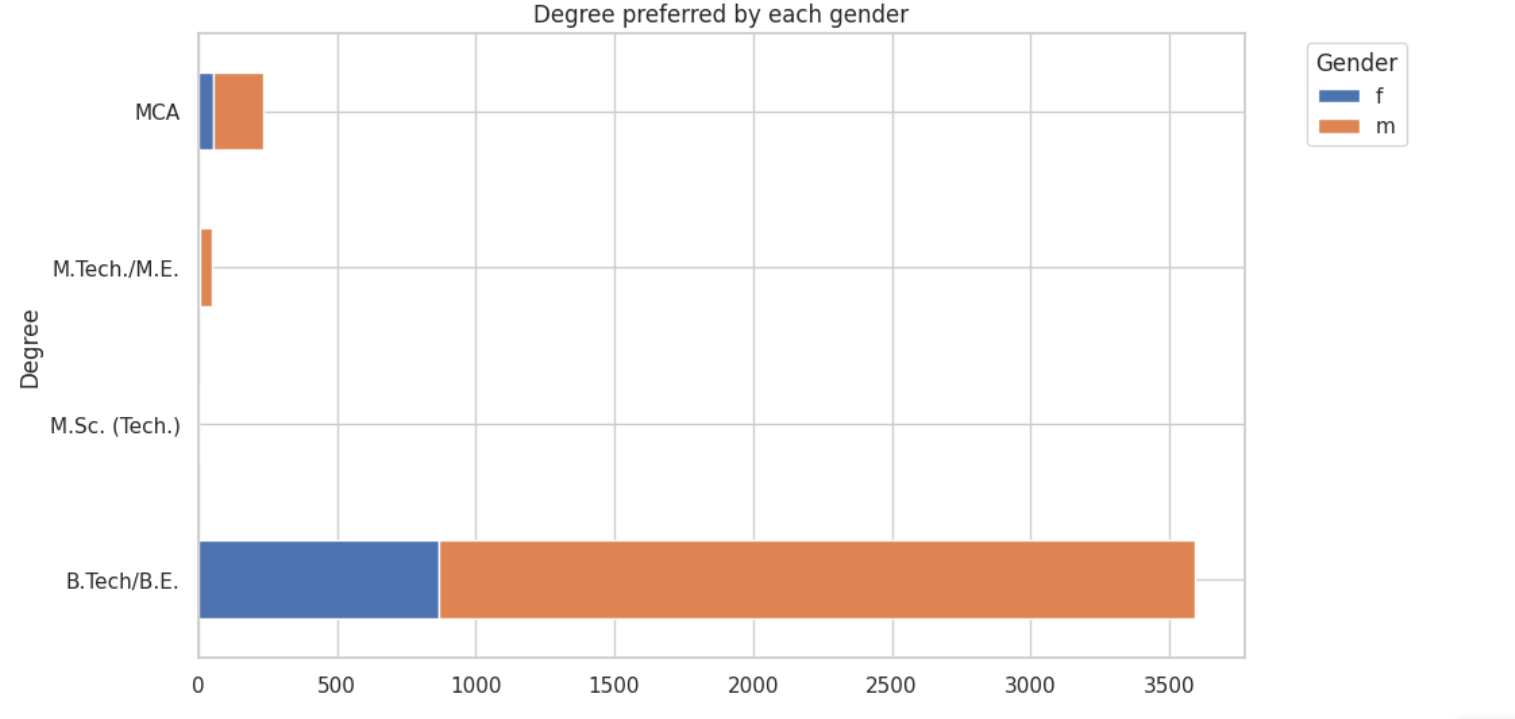 Degree preferred by each gender
Gender
f
m
Degree
MCA
M.Tech./M.E.
M.Sc. (Tech.)
B.Tech/B.E.
0 500 1000 1500 2000 2500 3000 3500